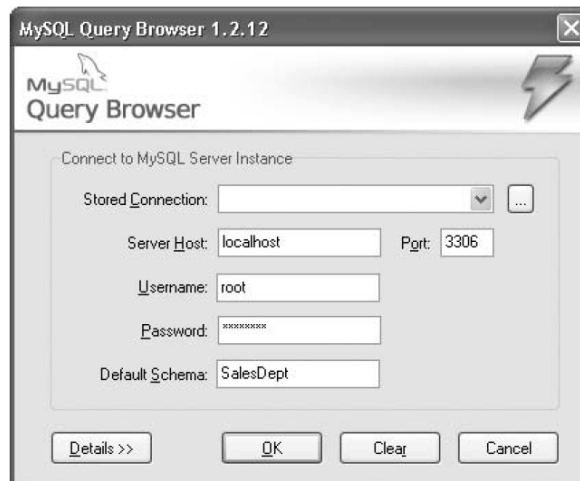 MySQL Query Browser 1.2.12
MySQL
Query Browser
Connect to MySQL Server Instance
Stored Connection:
...
Server Host: localhost Port: 3306
Username: root
Password: ********
Default Schema: SalesDept
Details >> OK Clear Cancel